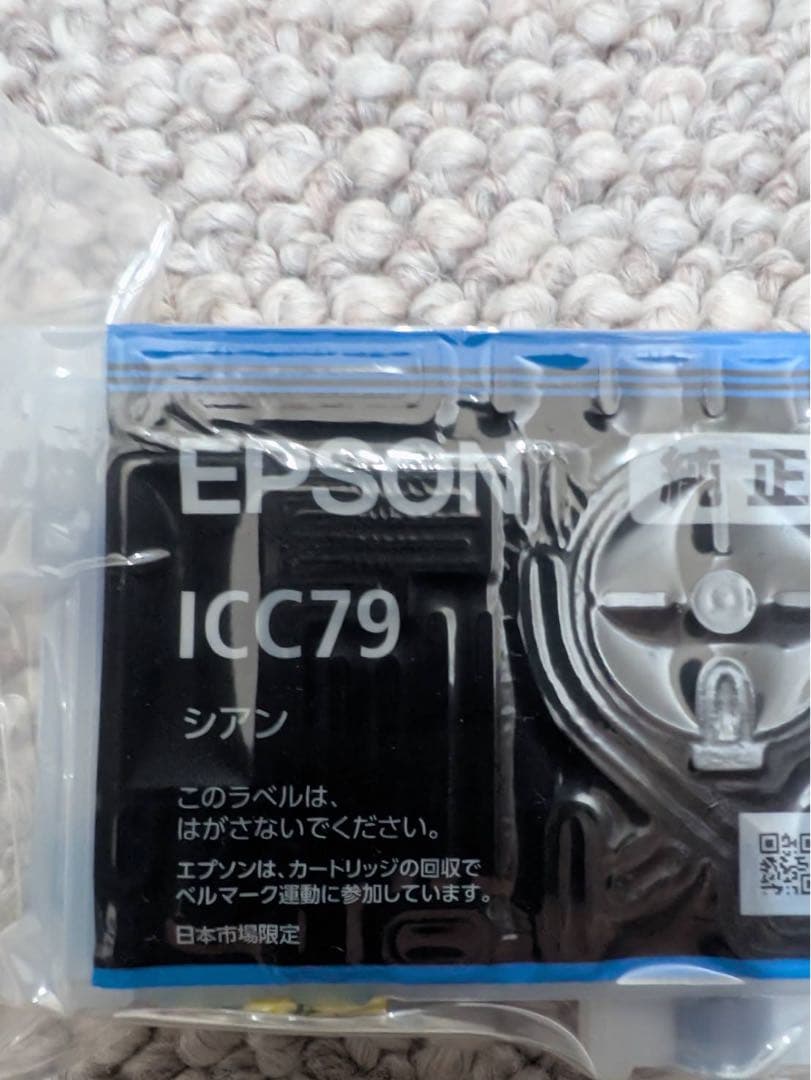 EPSON 純正
ICC79
シアン
このラベルは、
はがさないでください。
エプソンは、カートリッジの回収で
ベルマーク運動に参加しています。
日本市場限定